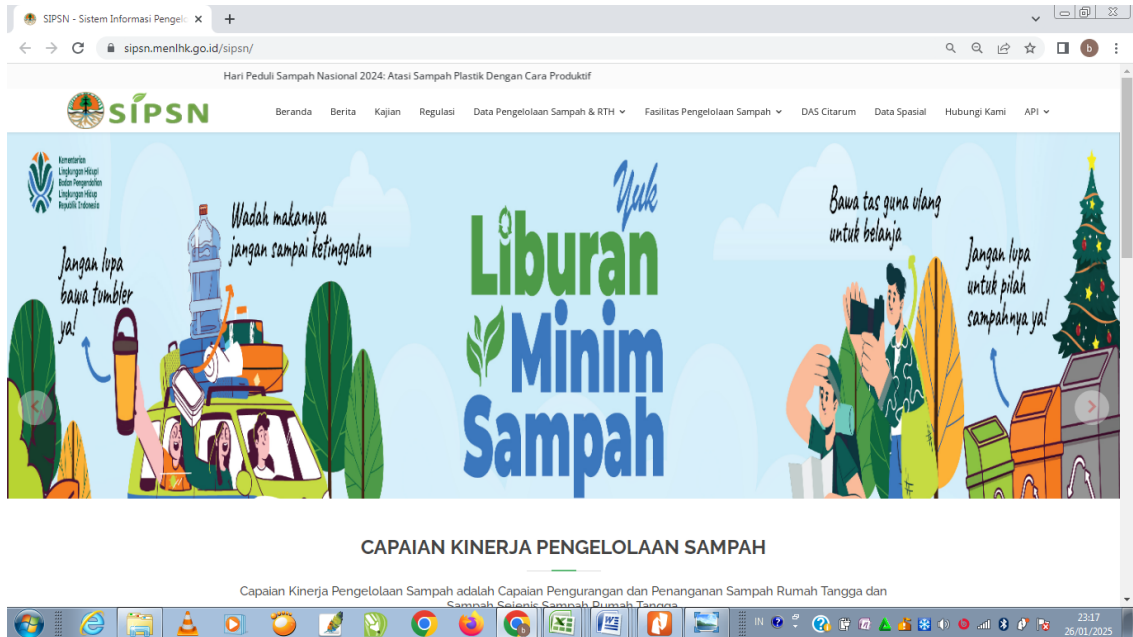 SIPSN - Sistem Informasi Pengelo
sipsn.menlhk.go.id/sipsn/
b
Hari Peduli Sampah Nasional 2024: Atasi Sampah Plastik Dengan Cara Produktif
SIPSN
Beranda Berita Kajian Regulasi Data Pengelolaan Sampah & RTH Fasilitas Pengelolaan Sampah DAS Citarum Data Spasial Hubungi Kami API
Kementerian
Lingkungan Hidup/
Badan Pengendalian
Lingkungan Hidup
Republik Indonesia
Jangan lupa
bawa tumbler
ya!
Wadah makannya
jangan sampai ketinggalan
Yuk
Liburan
Minim
Sampah
Bawa tas guna ulang
untuk belanja
Jangan lupa
untuk pilah
sampahnya ya!
CAPAIAN KINERJA PENGELOLAAN SAMPAH
Capaian Kinerja Pengelolaan Sampah adalah Capaian Pengurangan dan Penanganan Sampah Rumah Tangga dan
Sampah Sejenis Sampah Rumah Tangga
IN
23:17
26/01/2025